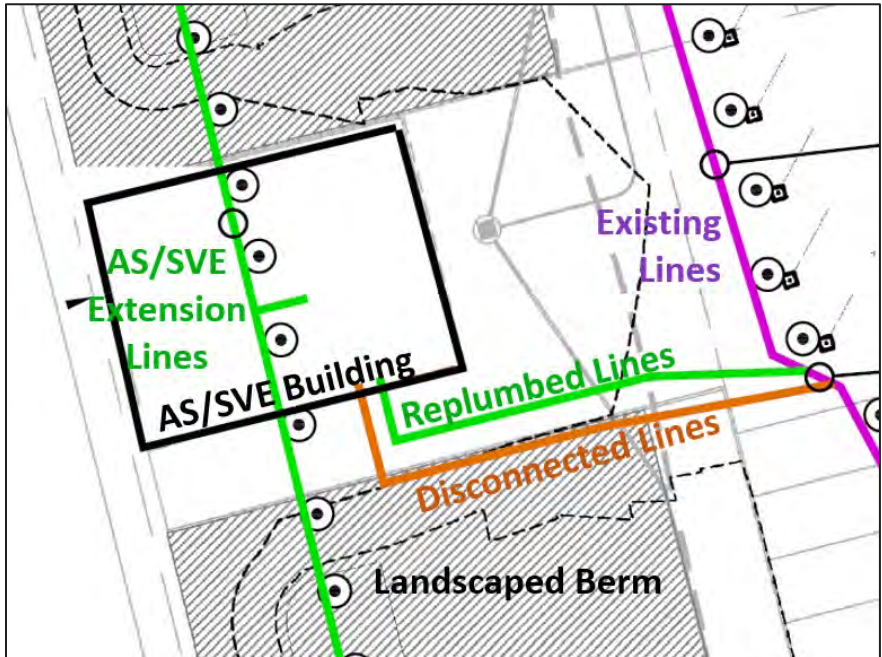 AS/SVE
Extension
Lines
AS/SVE Building
Existing
Lines
Replumbed Lines
Disconnected Lines
Landscaped Berm